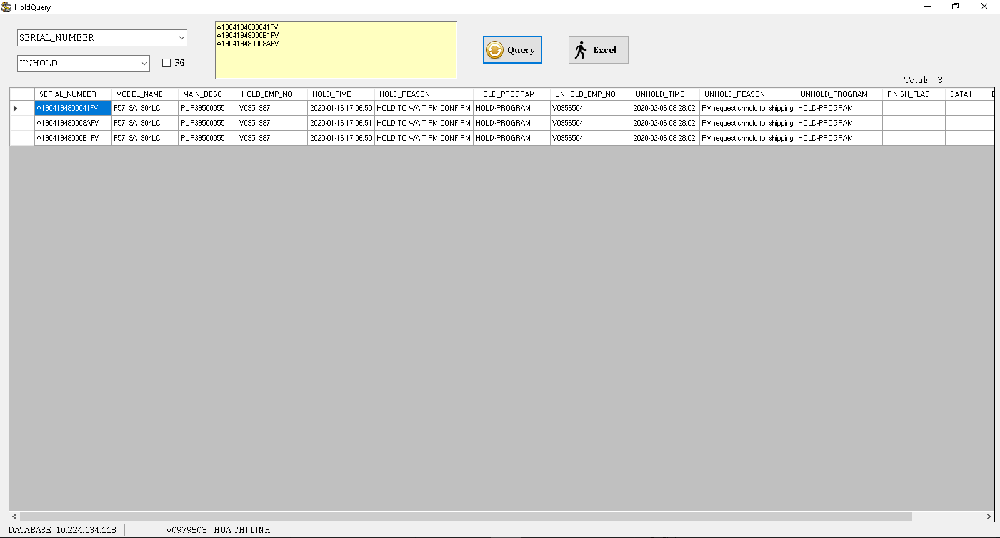 HoldQuery
SERIAL_NUMBER
UNHOLD
FG
A1904194800041FV
A19041948000B1FV
A190419480008AFV
Query
Excel
Total: 3
SERIAL_NUMBER MODEL_NAME MAIN_DESC HOLD_EMP_NO HOLD_TIME HOLD_REASON HOLD_PROGRAM UNHOLD_EMP_NO UNHOLD_TIME UNHOLD_REASON UNHOLD_PROGRAM FINISH_FLAG DATA1
A1904194800041FV F5719A1904LC PUP39500055 V0951987 2020-01-16 17:06:50 HOLD TO WAIT PM CONFIRM HOLD-PROGRAM V0956504 2020-02-06 08:28:02 PM request unhold for shipping HOLD-PROGRAM 1
A190419480008AFV F5719A1904LC PUP39500055 V0951987 2020-01-16 17:06:51 HOLD TO WAIT PM CONFIRM HOLD-PROGRAM V0956504 2020-02-06 08:28:02 PM request unhold for shipping HOLD-PROGRAM 1
A19041948000B1FV F5719A1904LC PUP39500055 V0951987 2020-01-16 17:06:50 HOLD TO WAIT PM CONFIRM HOLD-PROGRAM V0956504 2020-02-06 08:28:02 PM request unhold for shipping HOLD-PROGRAM 1
DATABASE: 10.224.134.113 V0979503 - HUA THI LINH